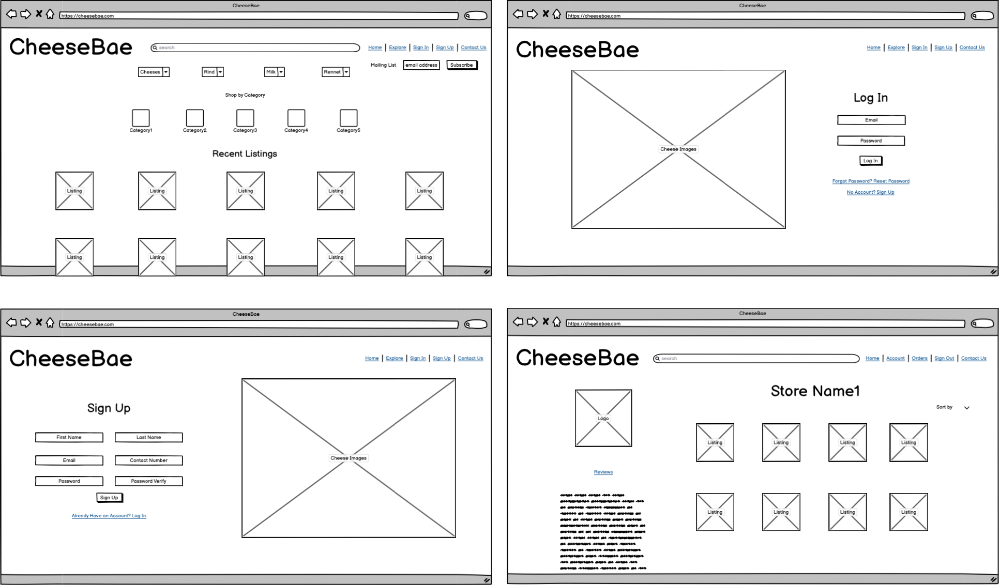 CheeseBae
https://cheesebae.com
CheeseBae
search
Home | Explore | Sign In | Sign Up | Contact Us
Mailing List email address Subscribe
Cheeses Rind Milk Rennet
Shop by Category
Category1 Category2 Category3 Category4 Category5
Recent Listings
Listing Listing Listing Listing Listing
Listing Listing Listing Listing Listing
CheeseBae
https://cheesebae.com
CheeseBae
Home | Explore | Sign In | Sign Up | Contact Us
Cheese Images
Log In
Email
Password
Log In
Forgot Password? Reset Password
No Account? Sign Up
CheeseBae
https://cheesebae.com
CheeseBae
Home | Explore | Sign In | Sign Up | Contact Us
Sign Up
First Name Last Name
Email Contact Number
Password Password Verify
Sign Up
Already Have an Account? Log In
Cheese Images
CheeseBae
https://cheesebae.com
CheeseBae
search
Home | Account | Orders | Sign Out | Contact Us
Logo
Reviews
Store Name1
Sort by
Listing Listing Listing Listing
Listing Listing Listing Listing